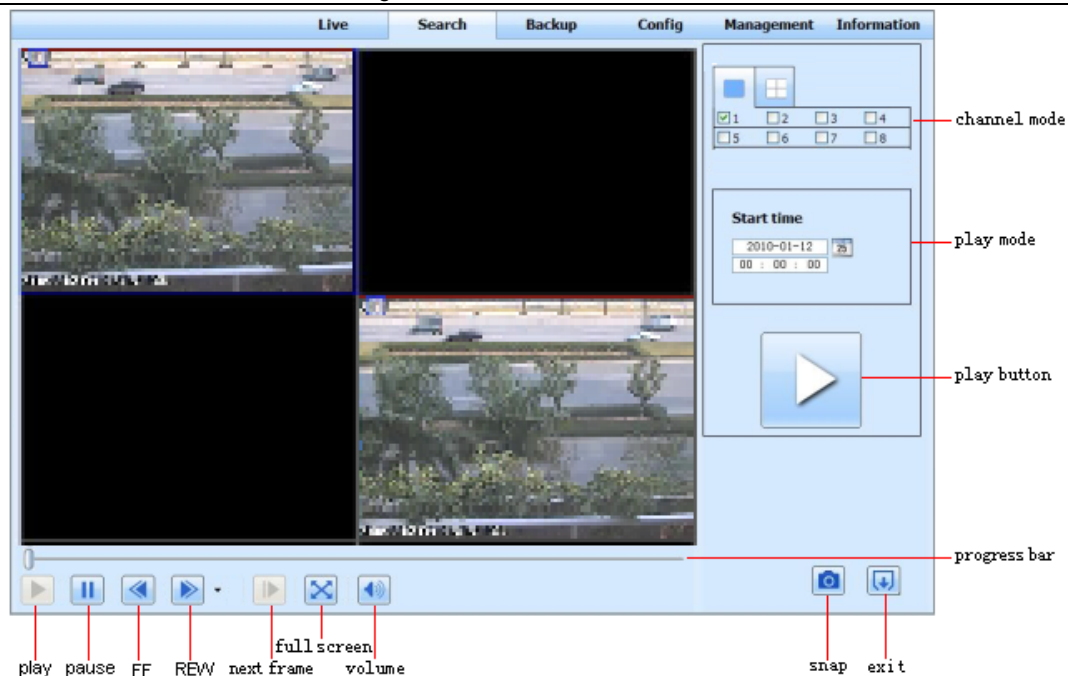 Live Search Backup Config Management Information
1 2 3 4
5 6 7 8
channel mode
Start time
2010-01-12 25
00 : 00 : 00
play mode
play button
progress bar
full screen
play pause FF REW next frame volume
snap exit